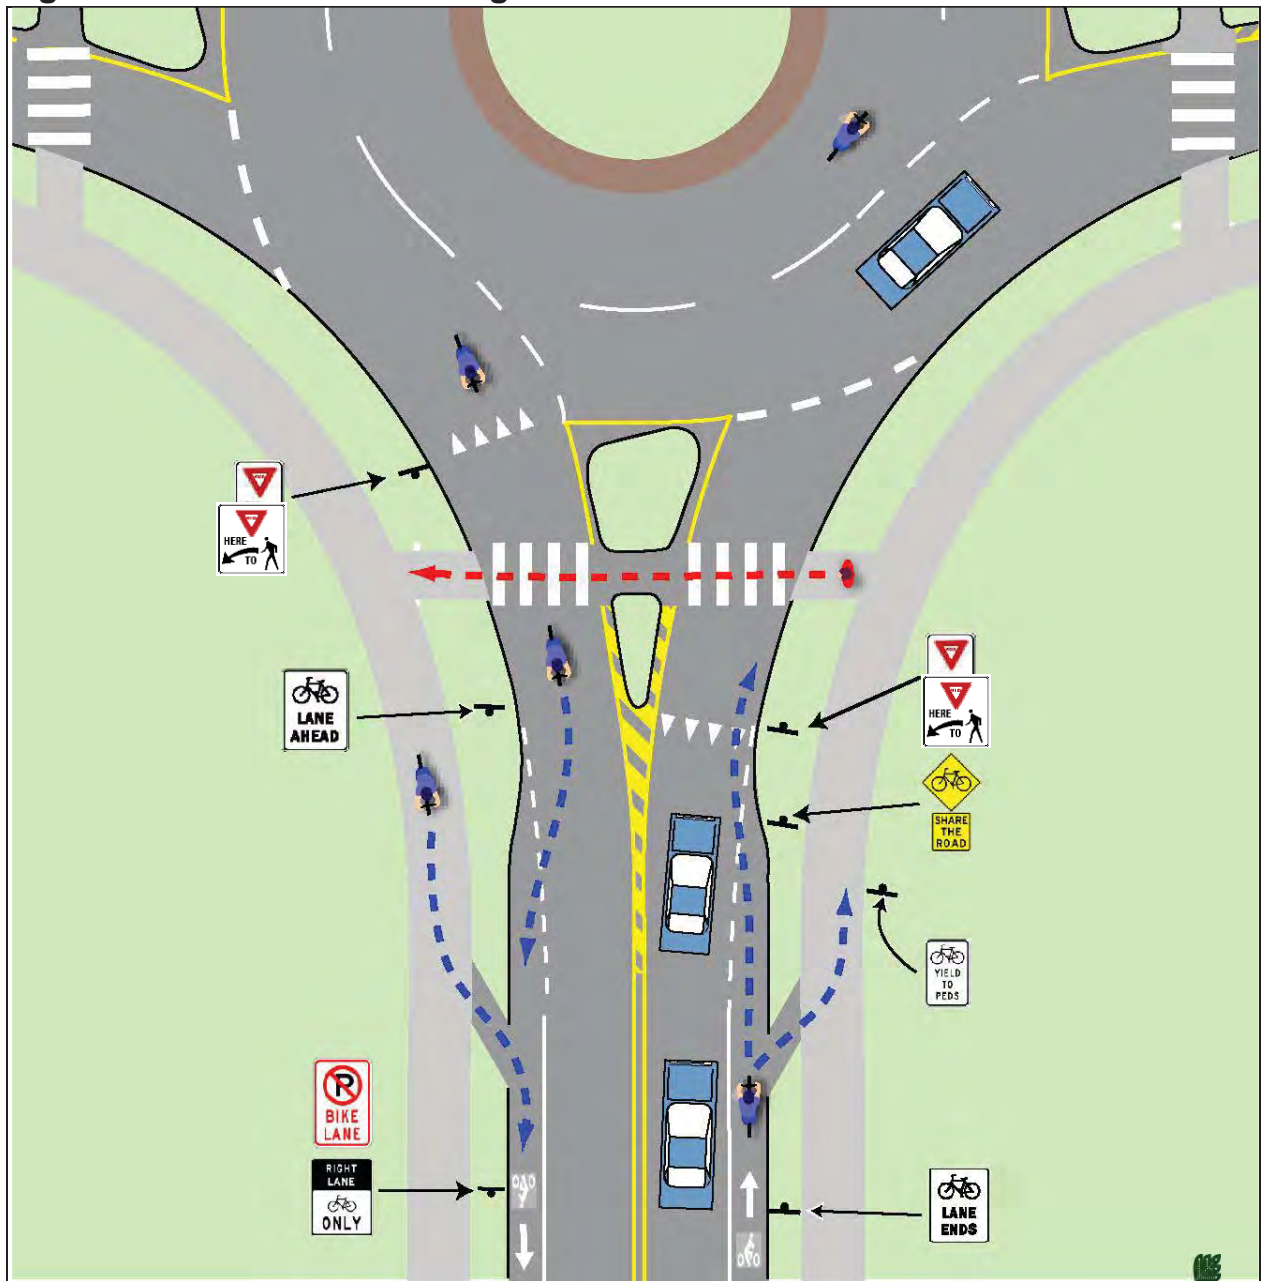 HERE
TO
LANE
AHEAD
HERE
TO
SHARE
THE
ROAD
YIELD
TO
PEDS
P
BIKE
LANE
RIGHT
LANE
ONLY
LANE
ENDS